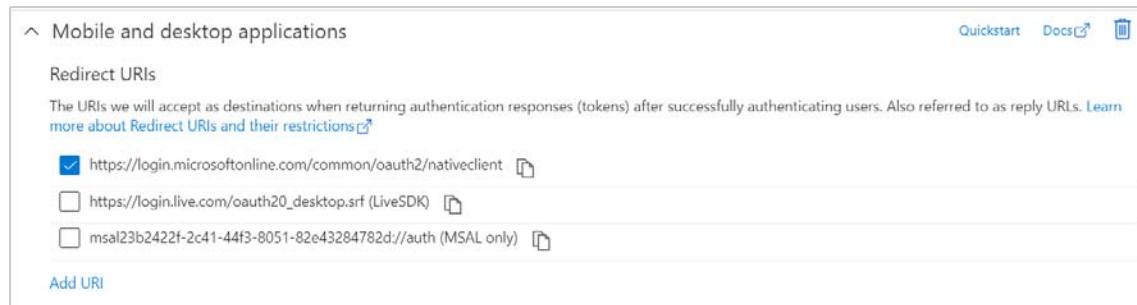 Mobile and desktop applications
Quickstart Docs
Redirect URIs
The URIs we will accept as destinations when returning authentication responses (tokens) after successfully authenticating users. Also referred to as reply URLs. Learn
more about Redirect URIs and their restrictions
https://login.microsoftonline.com/common/oauth2/nativeclient
https://login.live.com/oauth20_desktop.srf (LiveSDK)
msal23b2422f-2c41-44f3-8051-82e43284782d://auth (MSAL only)
Add URI